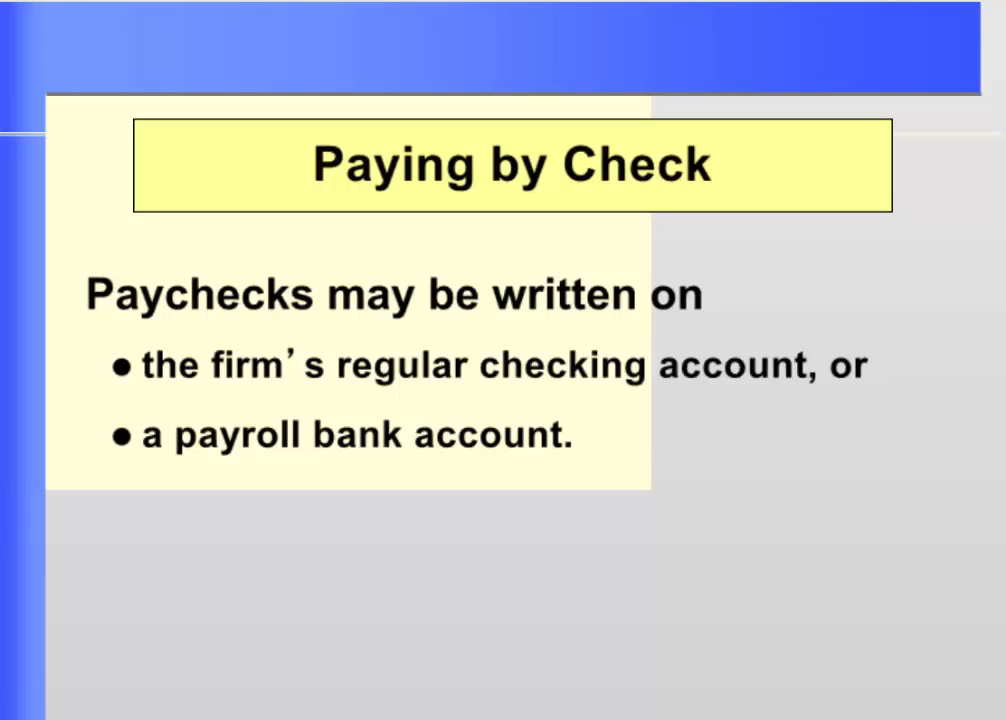 Paying by Check
Paychecks may be written on
● the firm’s regular checking account, or
● a payroll bank account.